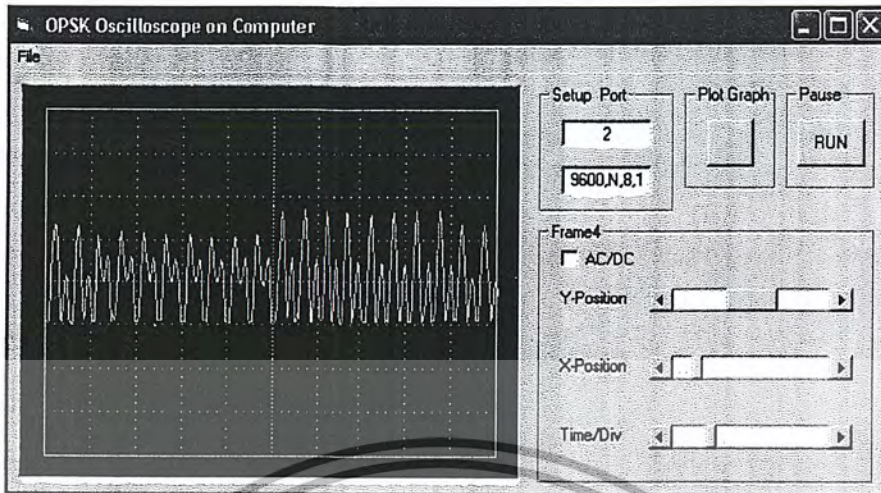 OPSK Oscilloscope on Computer
File
Setup Port
2
9600,N,8,1
Plot Graph
Pause
RUN
Frame4
AC/DC
Y-Position
X-Position
Time/Div